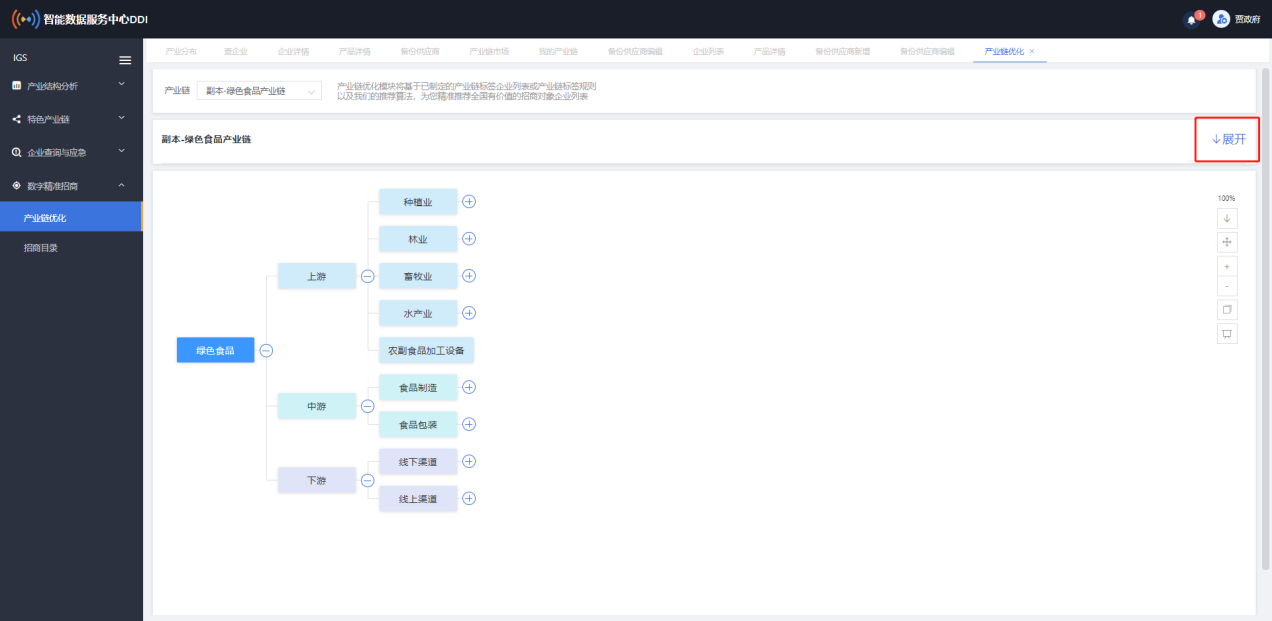 智能数据服务中心DDI
1
贾政府
IGS
产业结构分析
特色产业链
企业查询与应急
数字精准招商
产业链优化
招商目录
产业分布 查企业 企业详情 产品详情 备份供应商 产业链市场 我的产业链 备份供应商编辑 企业列表 产品详情 备份供应商新增 备份供应商编辑 产业链优化 ×
产业链 副本-绿色食品产业链
产业链优化模块将基于已制定的产业链标签企业列表或产业链标签规则
以及我们的推荐算法，为您精准推荐全国有价值的招商对象企业列表
副本-绿色食品产业链
↓展开
100%
绿色食品
上游
种植业
林业
畜牧业
水产业
农副食品加工设备
中游
食品制造
食品包装
下游
线下渠道
线上渠道